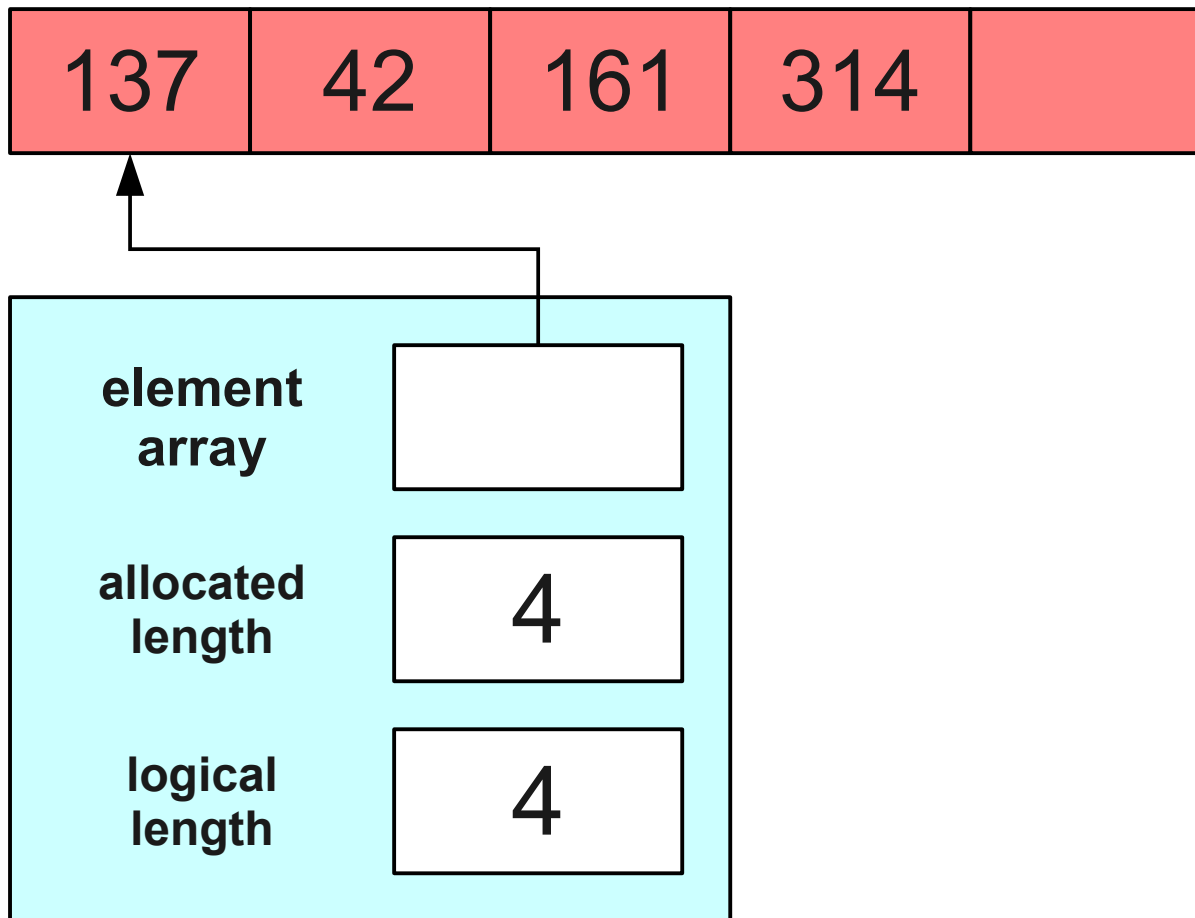 137 42 161 314
element
array
allocated
length
4
logical
length
4